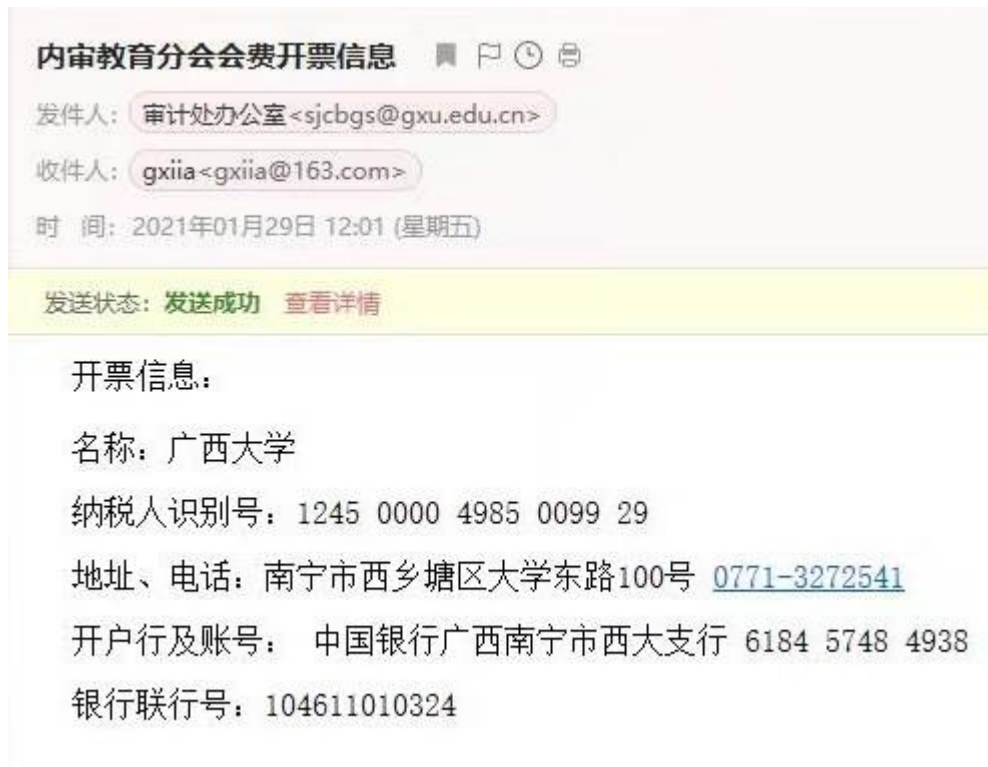 内审教育分会会费开票信息
发件人：审计处办公室<sjcbgs@gxu.edu.cn>
收件人：gxiia<gxiia@163.com>
时 间：2021年01月29日 12:01 (星期五)
发送状态：发送成功 查看详情
开票信息：
名称：广西大学
纳税人识别号：1245 0000 4985 0099 29
地址、电话：南宁市西乡塘区大学东路100号 0771-3272541
开户行及账号： 中国银行广西南宁市西大支行 6184 5748 4938
银行联行号：104611010324